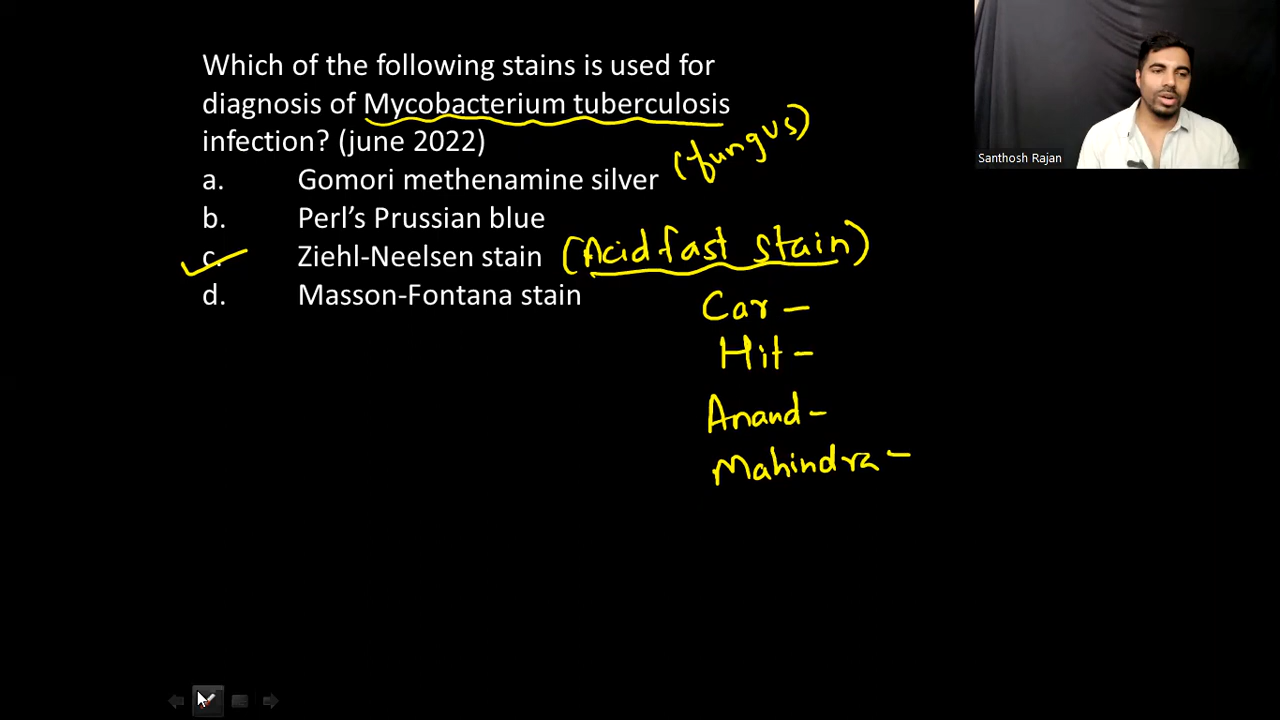 Which of the following stains is used for
diagnosis of Mycobacterium tuberculosis
infection? (june 2022)
(fungus)
a. Gomori methenamine silver
b. Perl’s Prussian blue
c. Ziehl-Neelsen stain (Acid fast stain)
d. Masson-Fontana stain
Car -
Hit -
Anand -
Mahindra -
Santhosh Rajan